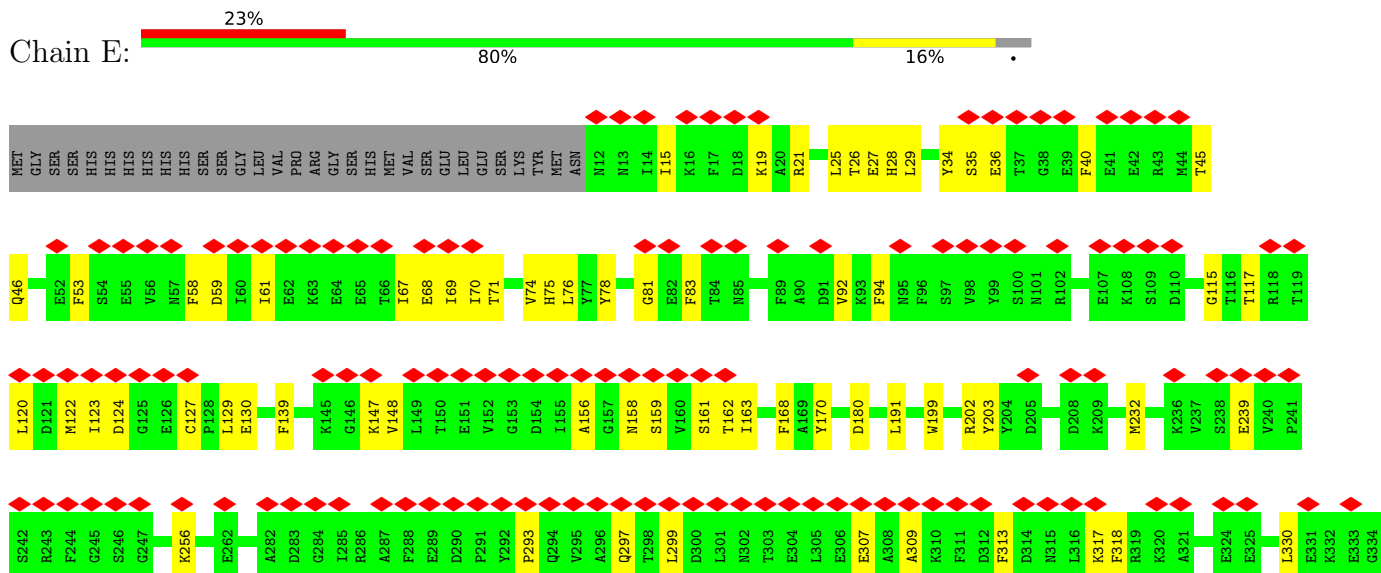 23%
Chain E:
80% 16% •
MET GLY SER SER HIS HIS HIS HIS HIS HIS SER SER GLY LEU VAL PRO ARG GLY SER HIS MET VAL SER GLU LEU GLU SER LYS TYR MET ASN N12 N13 I14 I15 K16 F17 D18 K19 A20 R21 L25 T26 E27 H28 L29 Y34 S35 E36 T37 G38 E39 F40 E41 E42 R43 M44 T45
Q46 E52 F53 S54 E55 V56 N57 F58 D59 I60 I61 E62 K63 E64 E65 T66 I67 E68 I69 I70 T71 V74 H75 L76 Y77 Y78 G81 E82 F83 T84 N85 F89 A90 D91 V92 K93 F94 N95 F96 S97 V98 Y99 S100 N101 R102 E107 K108 S109 D110 G115 T116 T117 R118 T119
L120 D121 M122 I123 D124 G125 E126 C127 P128 L129 E130 F139 K145 G146 K147 V148 L149 T150 E151 V152 G153 D154 I155 A156 G157 N158 S159 V160 S161 T162 I163 F168 A169 Y170 D180 L191 W199 R202 Y203 Y204 D205 D208 K209 M232 K236 V237 S238 E239 V240 P241
S242 R243 F244 G245 S246 G247 K256 E262 A282 D283 G284 I285 R286 A287 F288 E289 D290 P291 Y292 P293 Q294 V295 A296 Q297 T298 L299 D300 L301 N302 T303 E304 L305 E306 E307 A308 A309 K310 F311 D312 F313 D314 N315 L316 K317 F318 R319 K320 A321 E324 E325 L330 E331 K332 E333 G334